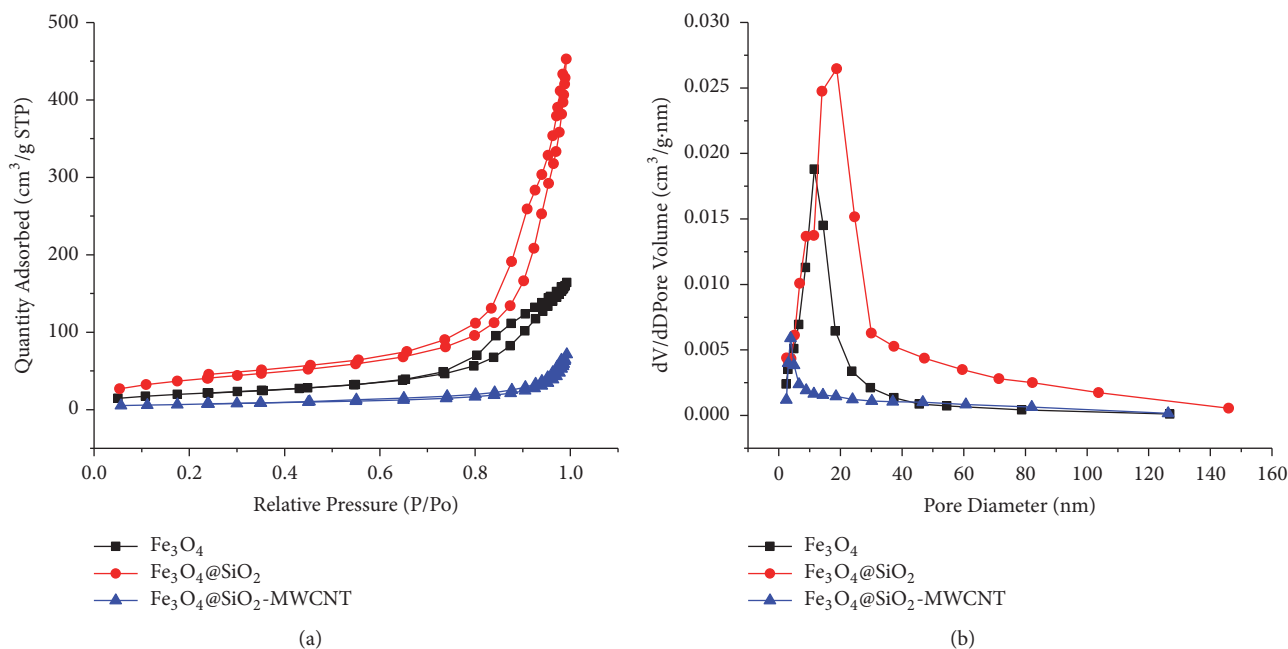 500
450
400
300
200
100
0
0.0 0.2 0.4 0.6 0.8 1.0
Quantity Adsorbed (cm³/g STP)
Relative Pressure (P/Po)
Fe₃O₄
Fe₃O₄@SiO₂
Fe₃O₄@SiO₂-MWCNT
(a)
0.030
0.025
0.020
0.015
0.010
0.005
0.000
0 20 40 60 80 100 120 140 160
dV/dDPore Volume (cm³/g·nm)
Pore Diameter (nm)
Fe₃O₄
Fe₃O₄@SiO₂
Fe₃O₄@SiO₂-MWCNT
(b)